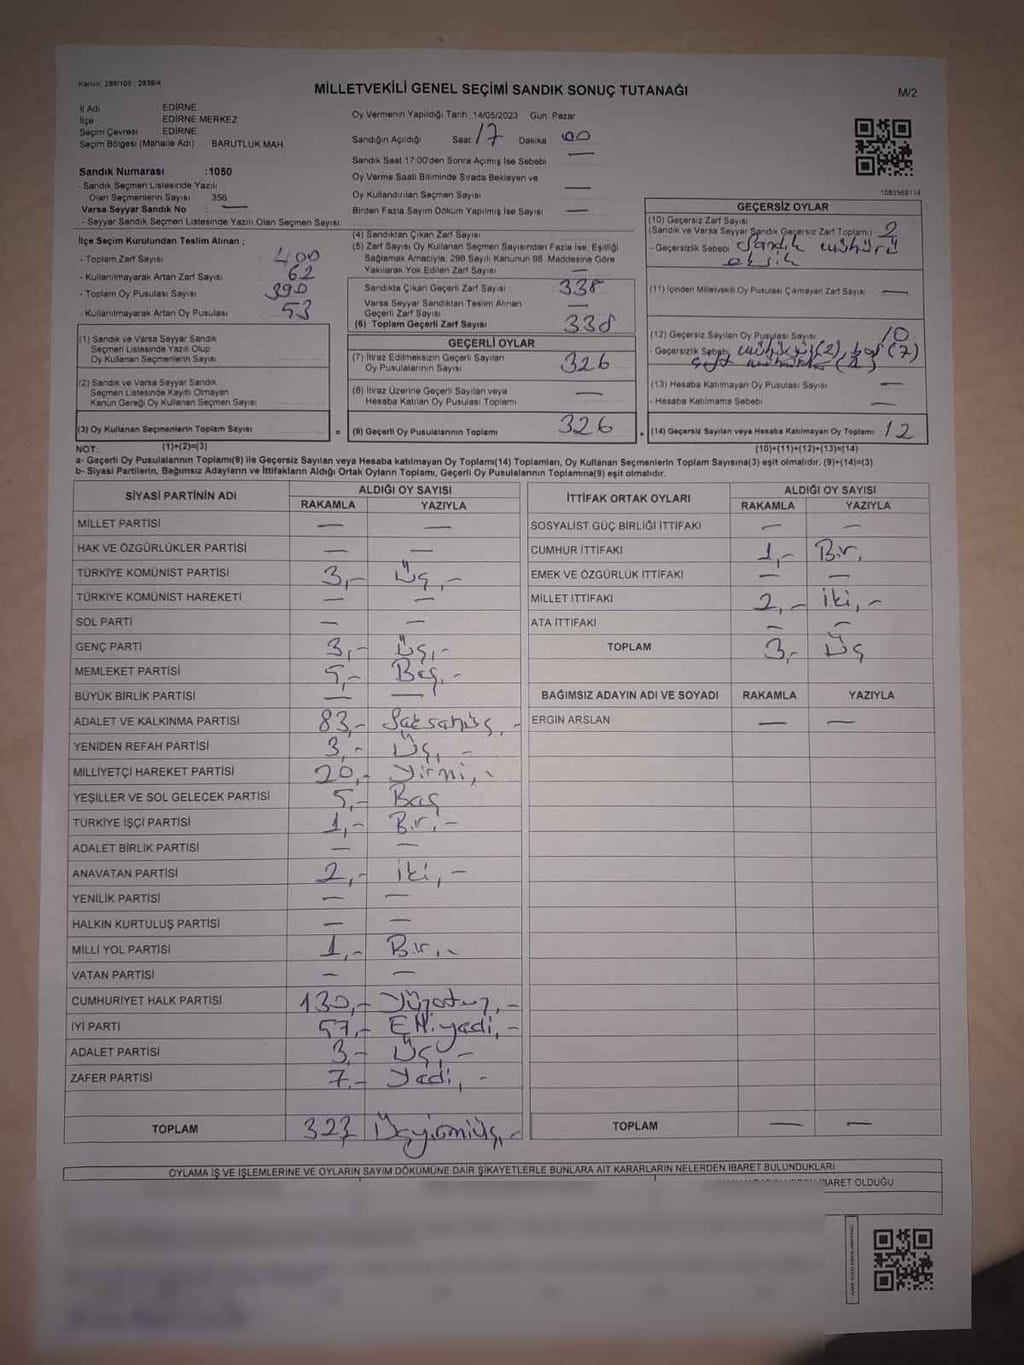 Kanun: 298/105 2839/4
MİLLETVEKİLİ GENEL SEÇİMİ SANDIK SONUÇ TUTANAĞI
M/2
İl Adı : EDİRNE
İlçe : EDİRNE MERKEZ
Seçim Çevresi : EDİRNE
Seçim Bölgesi (Mahalle Adı) BARUTLUK MAH.
Sandık Numarası :1050
- Sandık Seçmen Listesinde Yazılı
Olan Seçmenlerin Sayısı 356
Varsa Seyyar Sandık No : —
- Seyyar Sandık Seçmen Listesinde Yazılı Olan Seçmen Sayısı:
İlçe Seçim Kurulundan Teslim Alınan ;
- Toplam Zarf Sayısı 400
- Kullanılmayarak Artan Zarf Sayısı 62
- Toplam Oy Pusulası Sayısı 390
- Kullanılmayarak Artan Oy Pusulası 53
(1) Sandık ve Varsa Seyyar Sandık
Seçmen Listesinde Yazılı Olup
Oy Kullanan Seçmenlerin Sayısı
(2) Sandık ve Varsa Seyyar Sandık
Seçmen Listesinde Kayıtlı Olmayan
Kanun Gereği Oy Kullanan Seçmen Sayısı
(3) Oy Kullanan Seçmenlerin Toplam Sayısı
Oy Vermenin Yapıldığı Tarih :14/05/2023 Gün: Pazar
Sandığın Açıldığı Saat: 17 Dakika 00
Sandık Saat 17:00'den Sonra Açımış İse Sebebi —
Oy Verme Saati Bitiminde Sırada Bekleyen ve
Oy Kullandırılan Seçmen Sayısı —
Birden Fazla Sayım Döküm Yapılmış İse Sayısı —
(4) Sandıktan Çıkan Zarf Sayısı
(5) Zarf Sayısı Oy Kullanan Seçmen Sayısından Fazla İse, Eşitliği
Sağlamak Amacıyla, 298 Sayılı Kanunun 98. Maddesine Göre
Yakılarak Yok Edilen Zarf Sayısı —
Sandıkta Çıkan Geçerli Zarf Sayısı 338
Varsa Seyyar Sandıktan Teslim Alınan
Geçerli Zarf Sayısı —
(6) Toplam Geçerli Zarf Sayısı 338
GEÇERLİ OYLAR
(7) İtiraz Edilmeksizin Geçerli Sayılan
Oy Pusulalarının Sayısı 326
(8) İtiraz Üzerine Geçerli Sayılan veya
Hesaba Katılan Oy Pusulası Toplamı —
= (9) Geçerli Oy Pusulalarının Toplamı 326
1083560114
GEÇERSİZ OYLAR
(10) Geçersiz Zarf Sayısı
(Sandık ve Varsa Seyyar Sandık Geçersiz Zarf Toplamı) 2
- Geçersizlik Sebebi Sandık mührü
eksik
(11) İçinden Milletvekili Oy Pusulası Çıkmayan Zarf Sayısı —
(12) Geçersiz Sayılan Oy Pusulası Sayısı 10
- Geçersizlik Sebebi (2), boş (7)
(13) Hesaba Katılmayan Oy Pusulası Sayısı —
- Hesaba Katılmama Sebebi —
(14) Geçersiz Sayılan veya Hesaba Katılmayan Oy Toplamı 12
NOT: (1)+(2)=(3) (10)+(11)+(12)+(13)=(14)
a- Geçerli Oy Pusulalarının Toplamı(9) ile Geçersiz Sayılan veya Hesaba katılmayan Oy Toplamı(14) Toplamları, Oy Kullanan Seçmenlerin Toplam Sayısına(3) eşit olmalıdır. (9)+(14)=(3)
b- Siyasi Partilerin, Bağımsız Adayların ve İttifakların Aldığı Ortak Oyların Toplamı, Geçerli Oy Pusulalarının Toplamına(9) eşit olmalıdır.
SİYASİ PARTİNİN ADI ALDIĞI OY SAYISI
RAKAMLA YAZIYLA
MİLLET PARTİSİ — —
HAK VE ÖZGÜRLÜKLER PARTİSİ — —
TÜRKİYE KOMÜNİST PARTİSİ 3,- Üç,-
TÜRKİYE KOMÜNİST HAREKETİ — —
SOL PARTİ — —
GENÇ PARTİ 3,- Üç,-
MEMLEKET PARTİSİ 5,- Beş,-
BÜYÜK BİRLİK PARTİSİ — —
ADALET VE KALKINMA PARTİSİ 83,- Seksenüç,-
YENİDEN REFAH PARTİSİ 3,- Üç,-
MİLLİYETÇİ HAREKET PARTİSİ 20,- Yirmi,-
YEŞİLLER VE SOL GELECEK PARTİSİ 5,- Beş
TÜRKİYE İŞÇİ PARTİSİ 1,- Bir,-
ADALET BİRLİK PARTİSİ — —
ANAVATAN PARTİSİ 2,- iki,-
YENİLİK PARTİSİ — —
HALKIN KURTULUŞ PARTİSİ — —
MİLLİ YOL PARTİSİ 1,- Bir,-
VATAN PARTİSİ — —
CUMHURİYET HALK PARTİSİ 130,- Yüzotuz,-
İYİ PARTİ 57,- Elliyedi,-
ADALET PARTİSİ 3,- Üç,-
ZAFER PARTİSİ 7,- Yedi,-
TOPLAM 323 Üçyüzyirmiüç,-
İTTİFAK ORTAK OYLARI ALDIĞI OY SAYISI
RAKAMLA YAZIYLA
SOSYALİST GÜÇ BİRLİĞİ İTTİFAKI — —
CUMHUR İTTİFAKI 1,- Bir,
EMEK VE ÖZGÜRLÜK İTTİFAKI — —
MİLLET İTTİFAKI 2,- iki,-
ATA İTTİFAKI — —
TOPLAM 3,- Üç
BAĞIMSIZ ADAYIN ADI VE SOYADI RAKAMLA YAZIYLA
ERGİN ARSLAN — —
TOPLAM — —
OYLAMA İŞ VE İŞLEMLERİNE VE OYLARIN SAYIM DÖKÜMÜNE DAİR ŞİKAYETLERLE BUNLARA AİT KARARLARIN NELERDEN İBARET BULUNDUKLARI
İBARET OLDUĞU